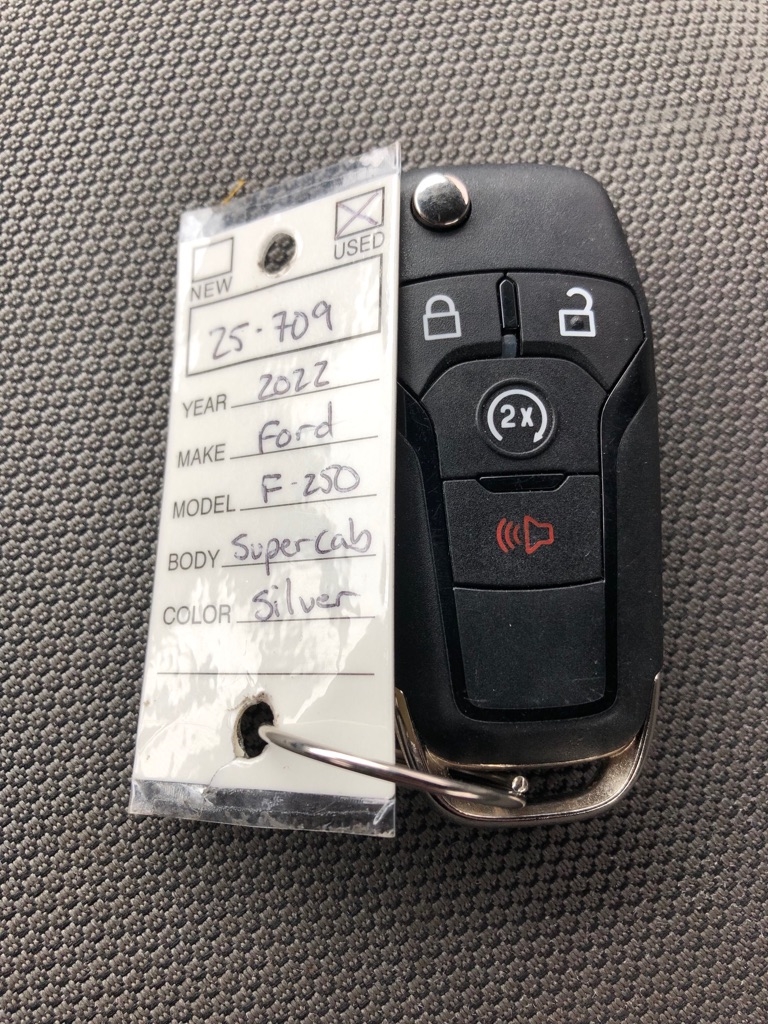 NEW
USED
25-709
YEAR 2022
MAKE Ford
MODEL F-250
BODY Supercab
COLOR Silver
2x